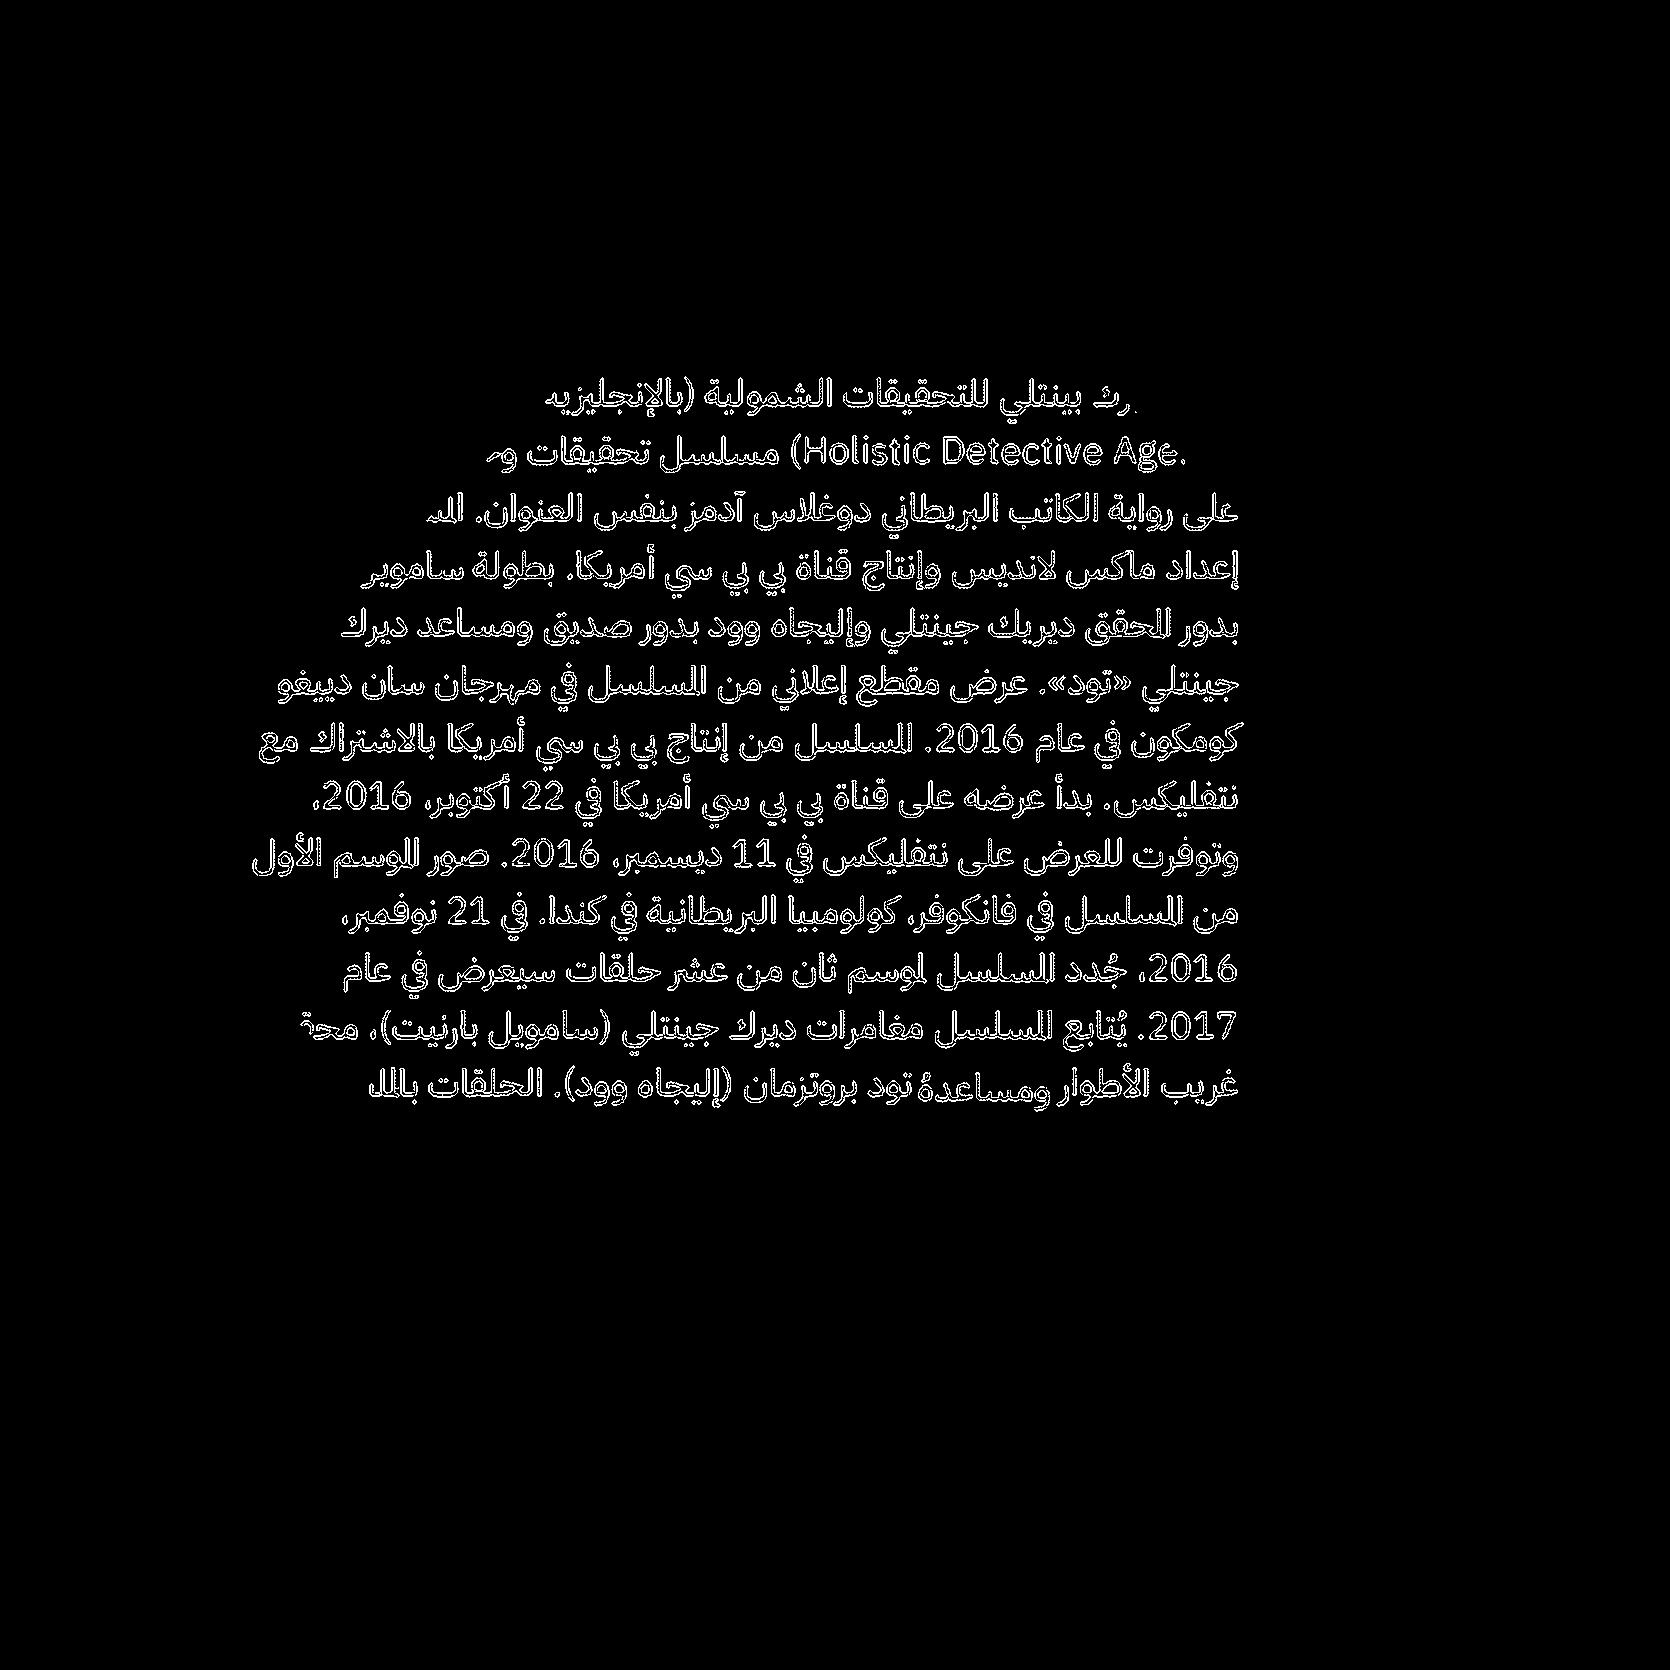 بينتلي للتحقيقات الشمولية
Holistic Detective) مسلسل تحقيقات
على رواية الكاتب البريطاني دوغلاس آدمز بنفس العنوان.
إعداد ماكس لانديس وإنتاج قناة بي بي سي أمريكا. بطولة
بدور المحقق ديريك جينتلي وإليجاه وود بدور صديق ومساعد ديرك
جينتلي «تود». عرض مقطع إعلاني من المسلسل في مهرجان سان دييغو
كومكون في عام 2016. المسلسل من إنتاج بي بي سي أمريكا بالاشتراك مع
نتفليكس. بدأ عرضه على قناة بي بي سي أمريكا في 22 أكتوبر، 2016،
وتوفرت للعرض على نتفليكس في 11 ديسمبر، 2016. صور الموسم الأول
من المسلسل في فانكوفر، كولومبيا البريطانية في كندا. في 21 نوفمبر،
2016، جُدد المسلسل لموسم ثان من عشر حلقات سيعرض في عام
2017. يُتابع المسلسل مغامرات ديرك جينتلي (سامويل بارنيت)،
غريب الأطوار ومساعدهُ تود بروتزمان (إليجاه وود). الحلقات